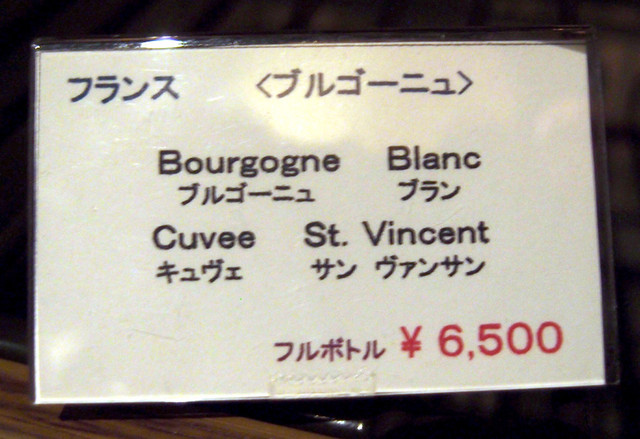 フランス 〈ブルゴーニュ〉
Bourgogne Blanc
ブルゴーニュ ブラン
Cuvee St. Vincent
キュヴェ サン ヴァンサン
フルボトル ¥ 6,500